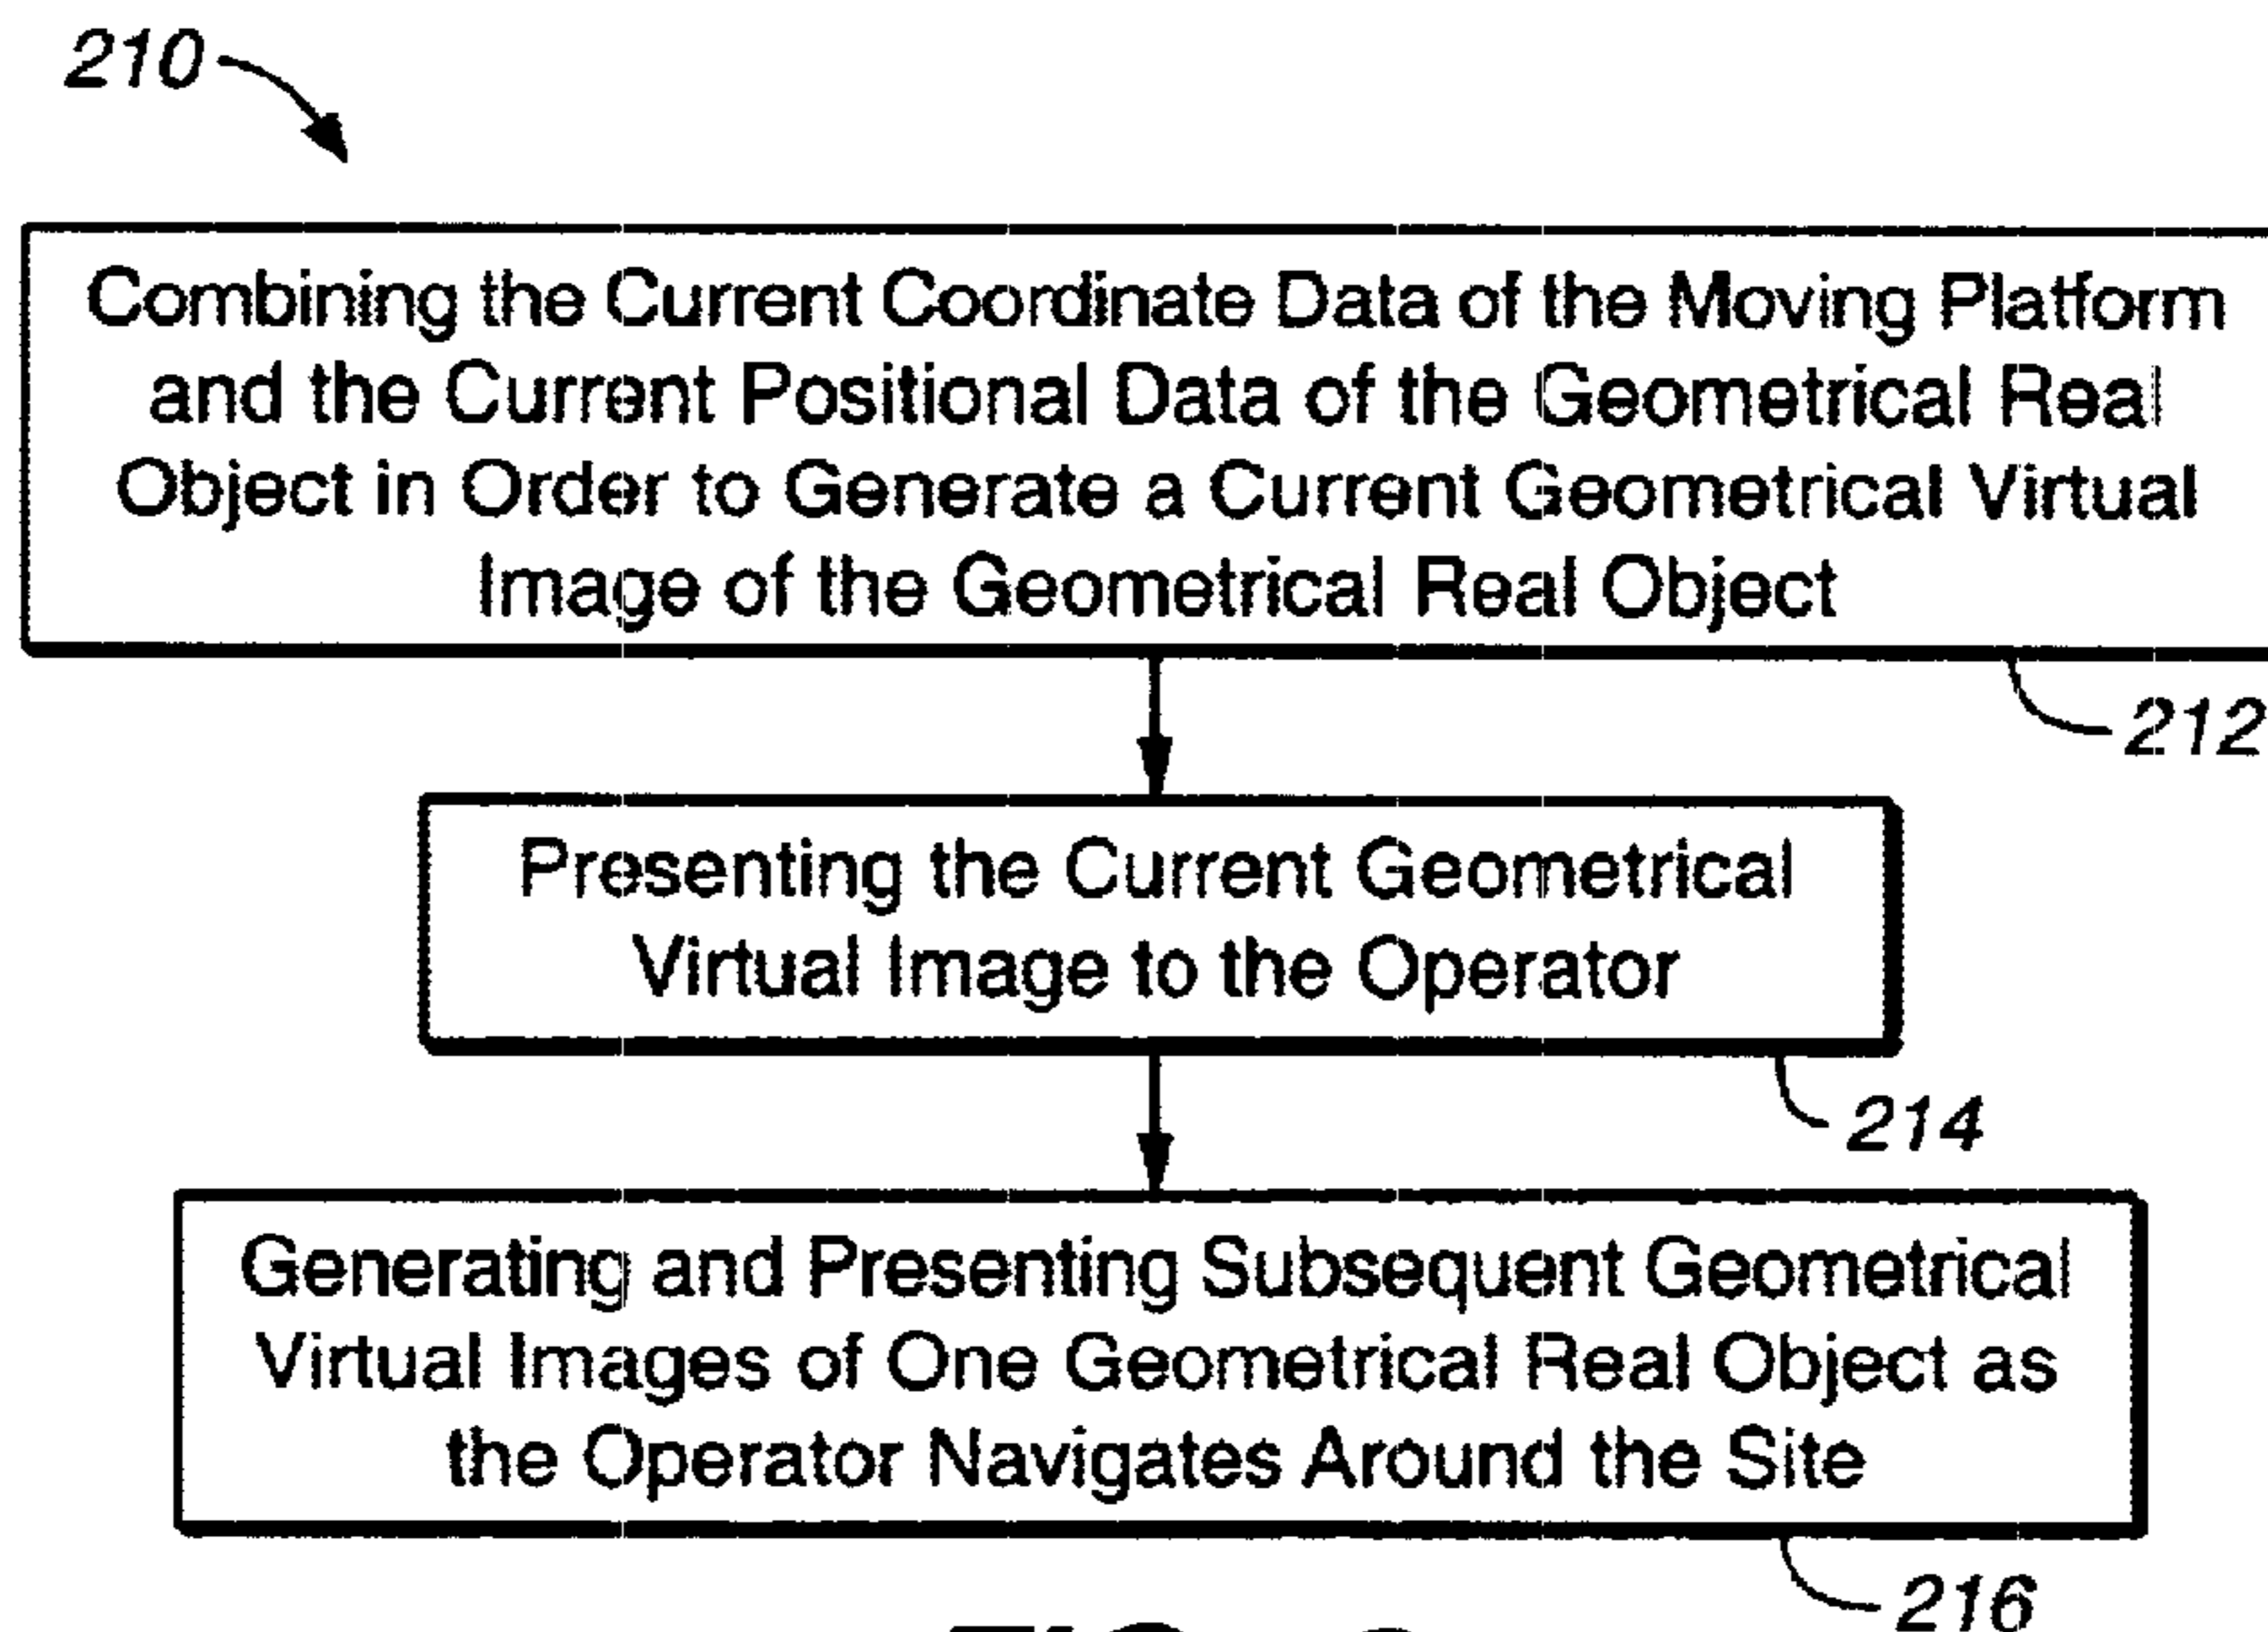 210
Combining the Current Coordinate Data of the Moving Platform
and the Current Positional Data of the Geometrical Real
Object in Order to Generate a Current Geometrical Virtual
Image of the Geometrical Real Object
212
Presenting the Current Geometrical
Virtual Image to the Operator
214
Generating and Presenting Subsequent Geometrical
Virtual Images of One Geometrical Real Object as
the Operator Navigates Around the Site
216